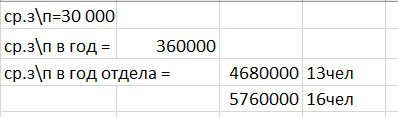 ср.з\п=30 000
ср.з\п в год = 360000
ср.з\п в год отдела = 4680000 13чел
5760000 16чел